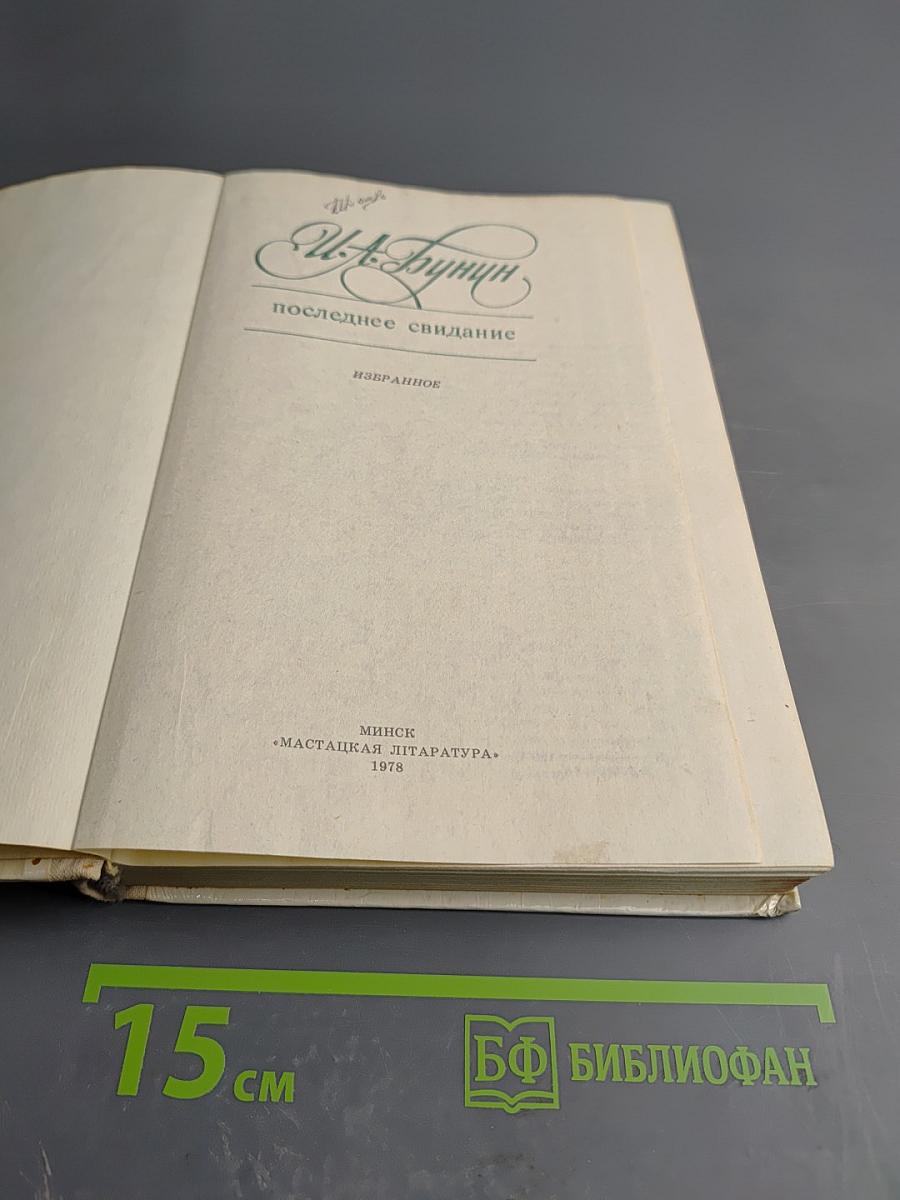 И.А.Бунин
последнее свидание
ИЗБРАННОЕ
МИНСК
«МАСТАЦКАЯ ЛІТАРАТУРА»
1978
15 см
БФ БИБЛИОФАН